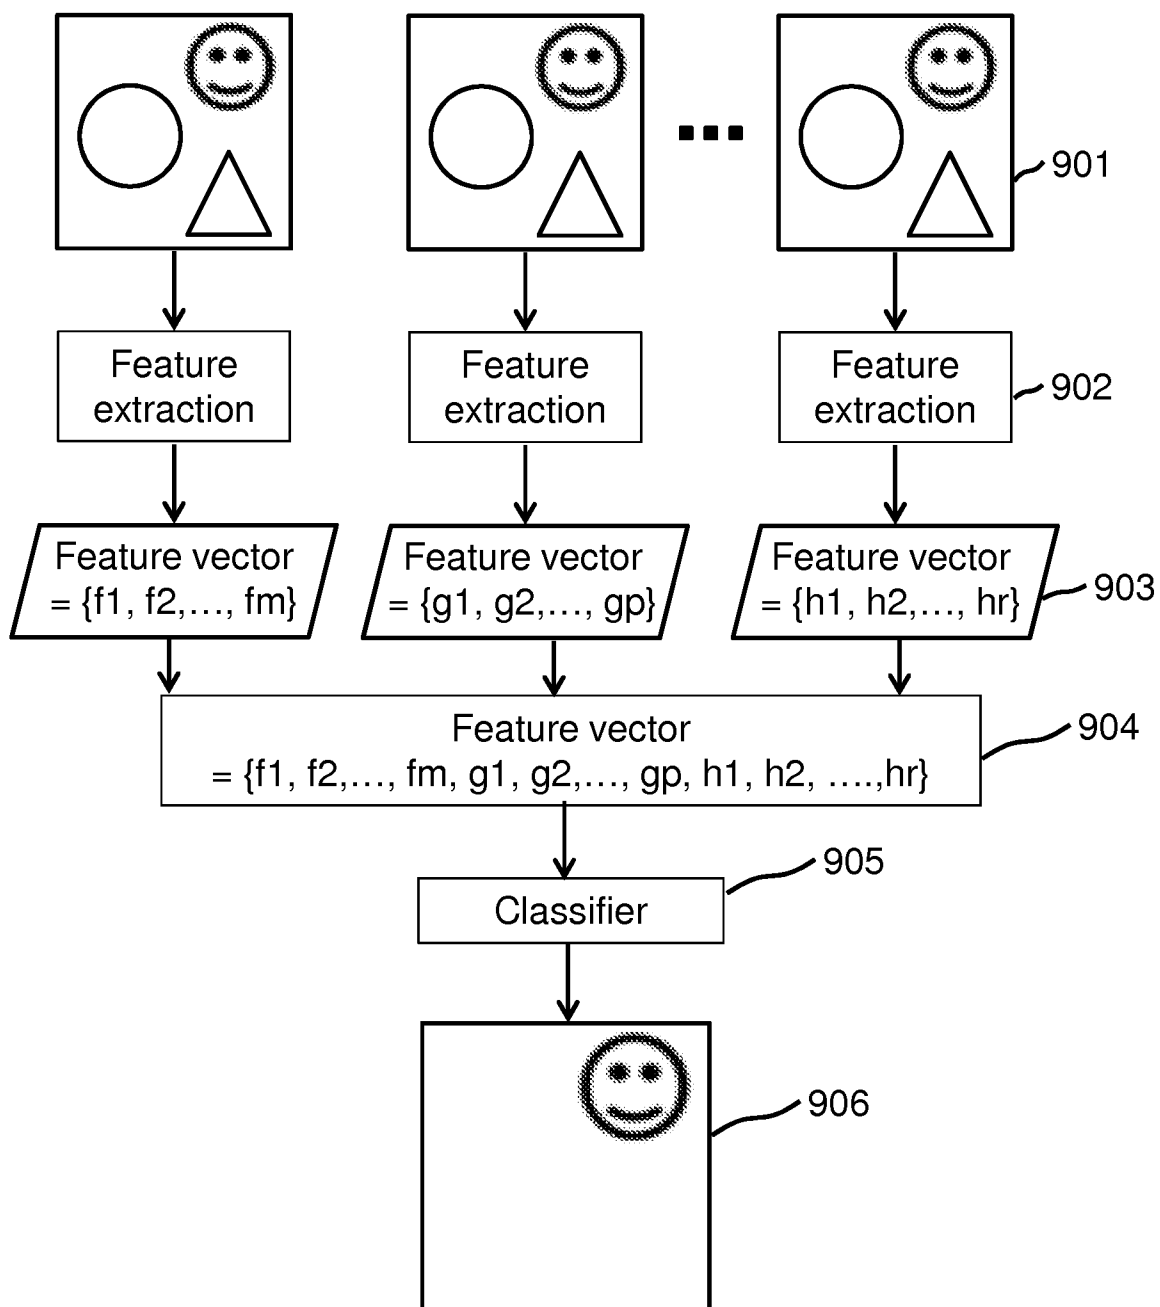 901
Feature
extraction
Feature
extraction
Feature
extraction
902
Feature vector
= {f1, f2,..., fm}
Feature vector
= {g1, g2,..., gp}
Feature vector
= {h1, h2,..., hr}
903
Feature vector
= {f1, f2,..., fm, g1, g2,..., gp, h1, h2, ....,hr}
904
905
Classifier
906